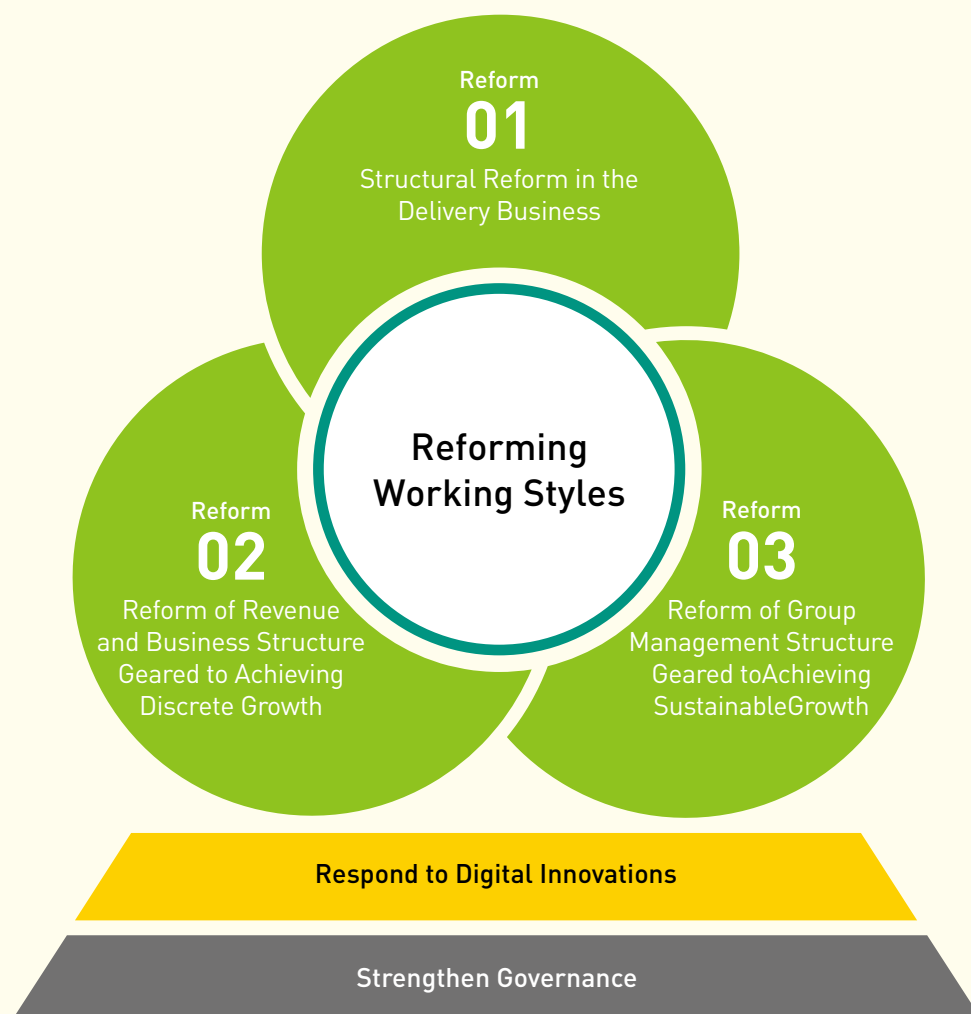 Reform
01
Structural Reform in the
Delivery Business
Reforming
Working Styles
Reform
02
Reform of Revenue
and Business Structure
Geared to Achieving
Discrete Growth
Reform
03
Reform of Group
Management Structure
Geared toAchieving
SustainableGrowth
Respond to Digital Innovations
Strengthen Governance